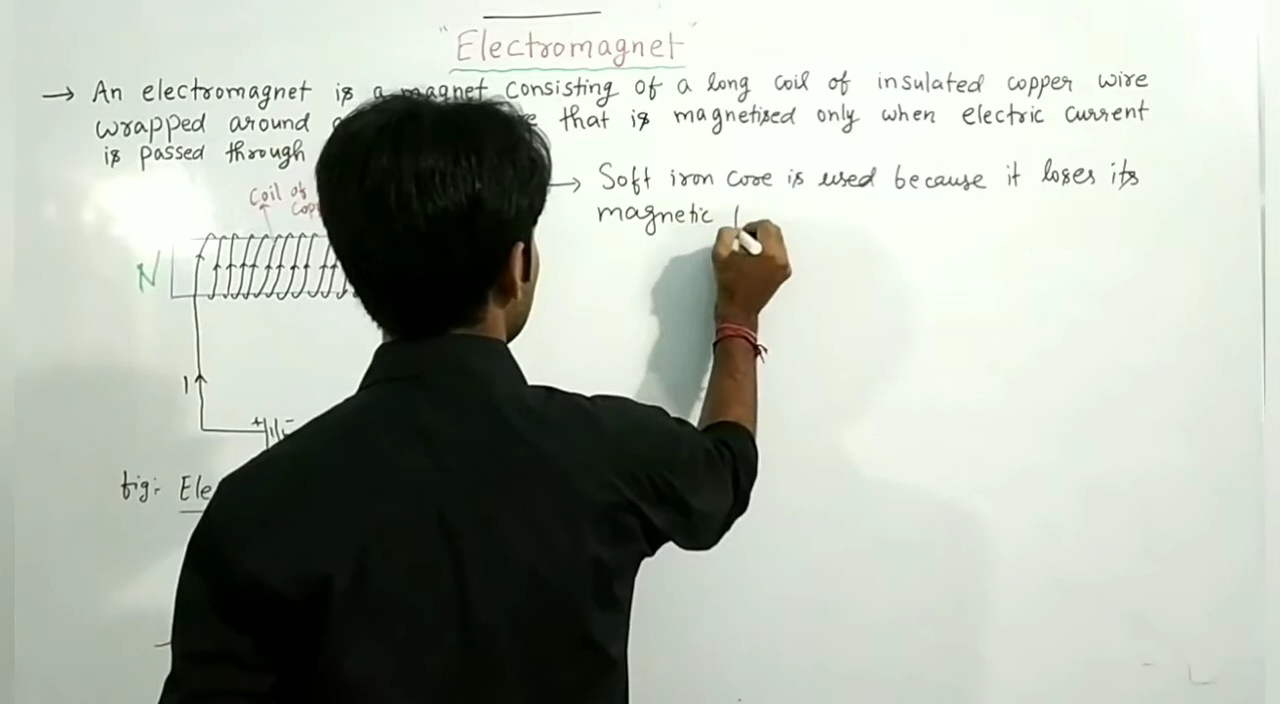 "Electromagnet"
→ An electromagnet is a magnet consisting of a long coil of insulated copper wire
wrapped around that is magnetised only when electric current
is passed through
Coil of
N
→ Soft iron core is used because it loses its
magnetic
I
+ -
fig:-